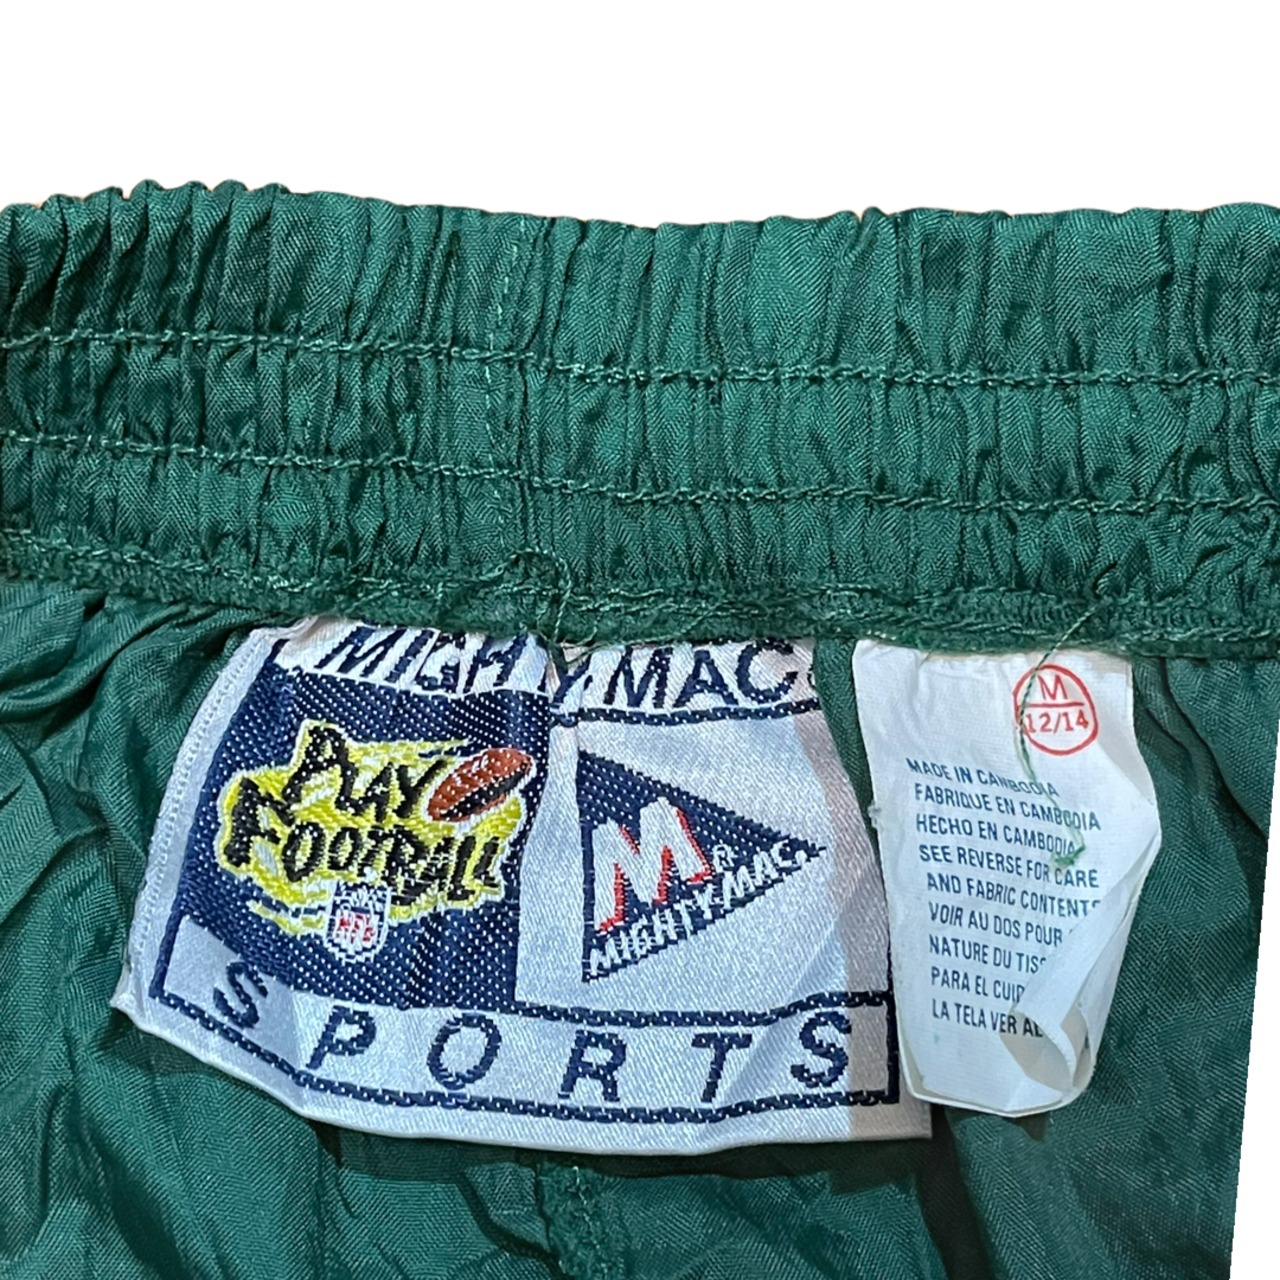 MIGHTY MAC
PLAY
FOOTBALL
NFL
M®
MIGHTY-MAC
SPORTS
M
12/14
MADE IN CAMBODIA
FABRIQUE EN CAMBODIA
HECHO EN CAMBODIA
SEE REVERSE FOR CARE
AND FABRIC CONTENTS
VOIR AU DOS POUR
NATURE DU TIS
PARA EL CUID
LA TELA VER AL